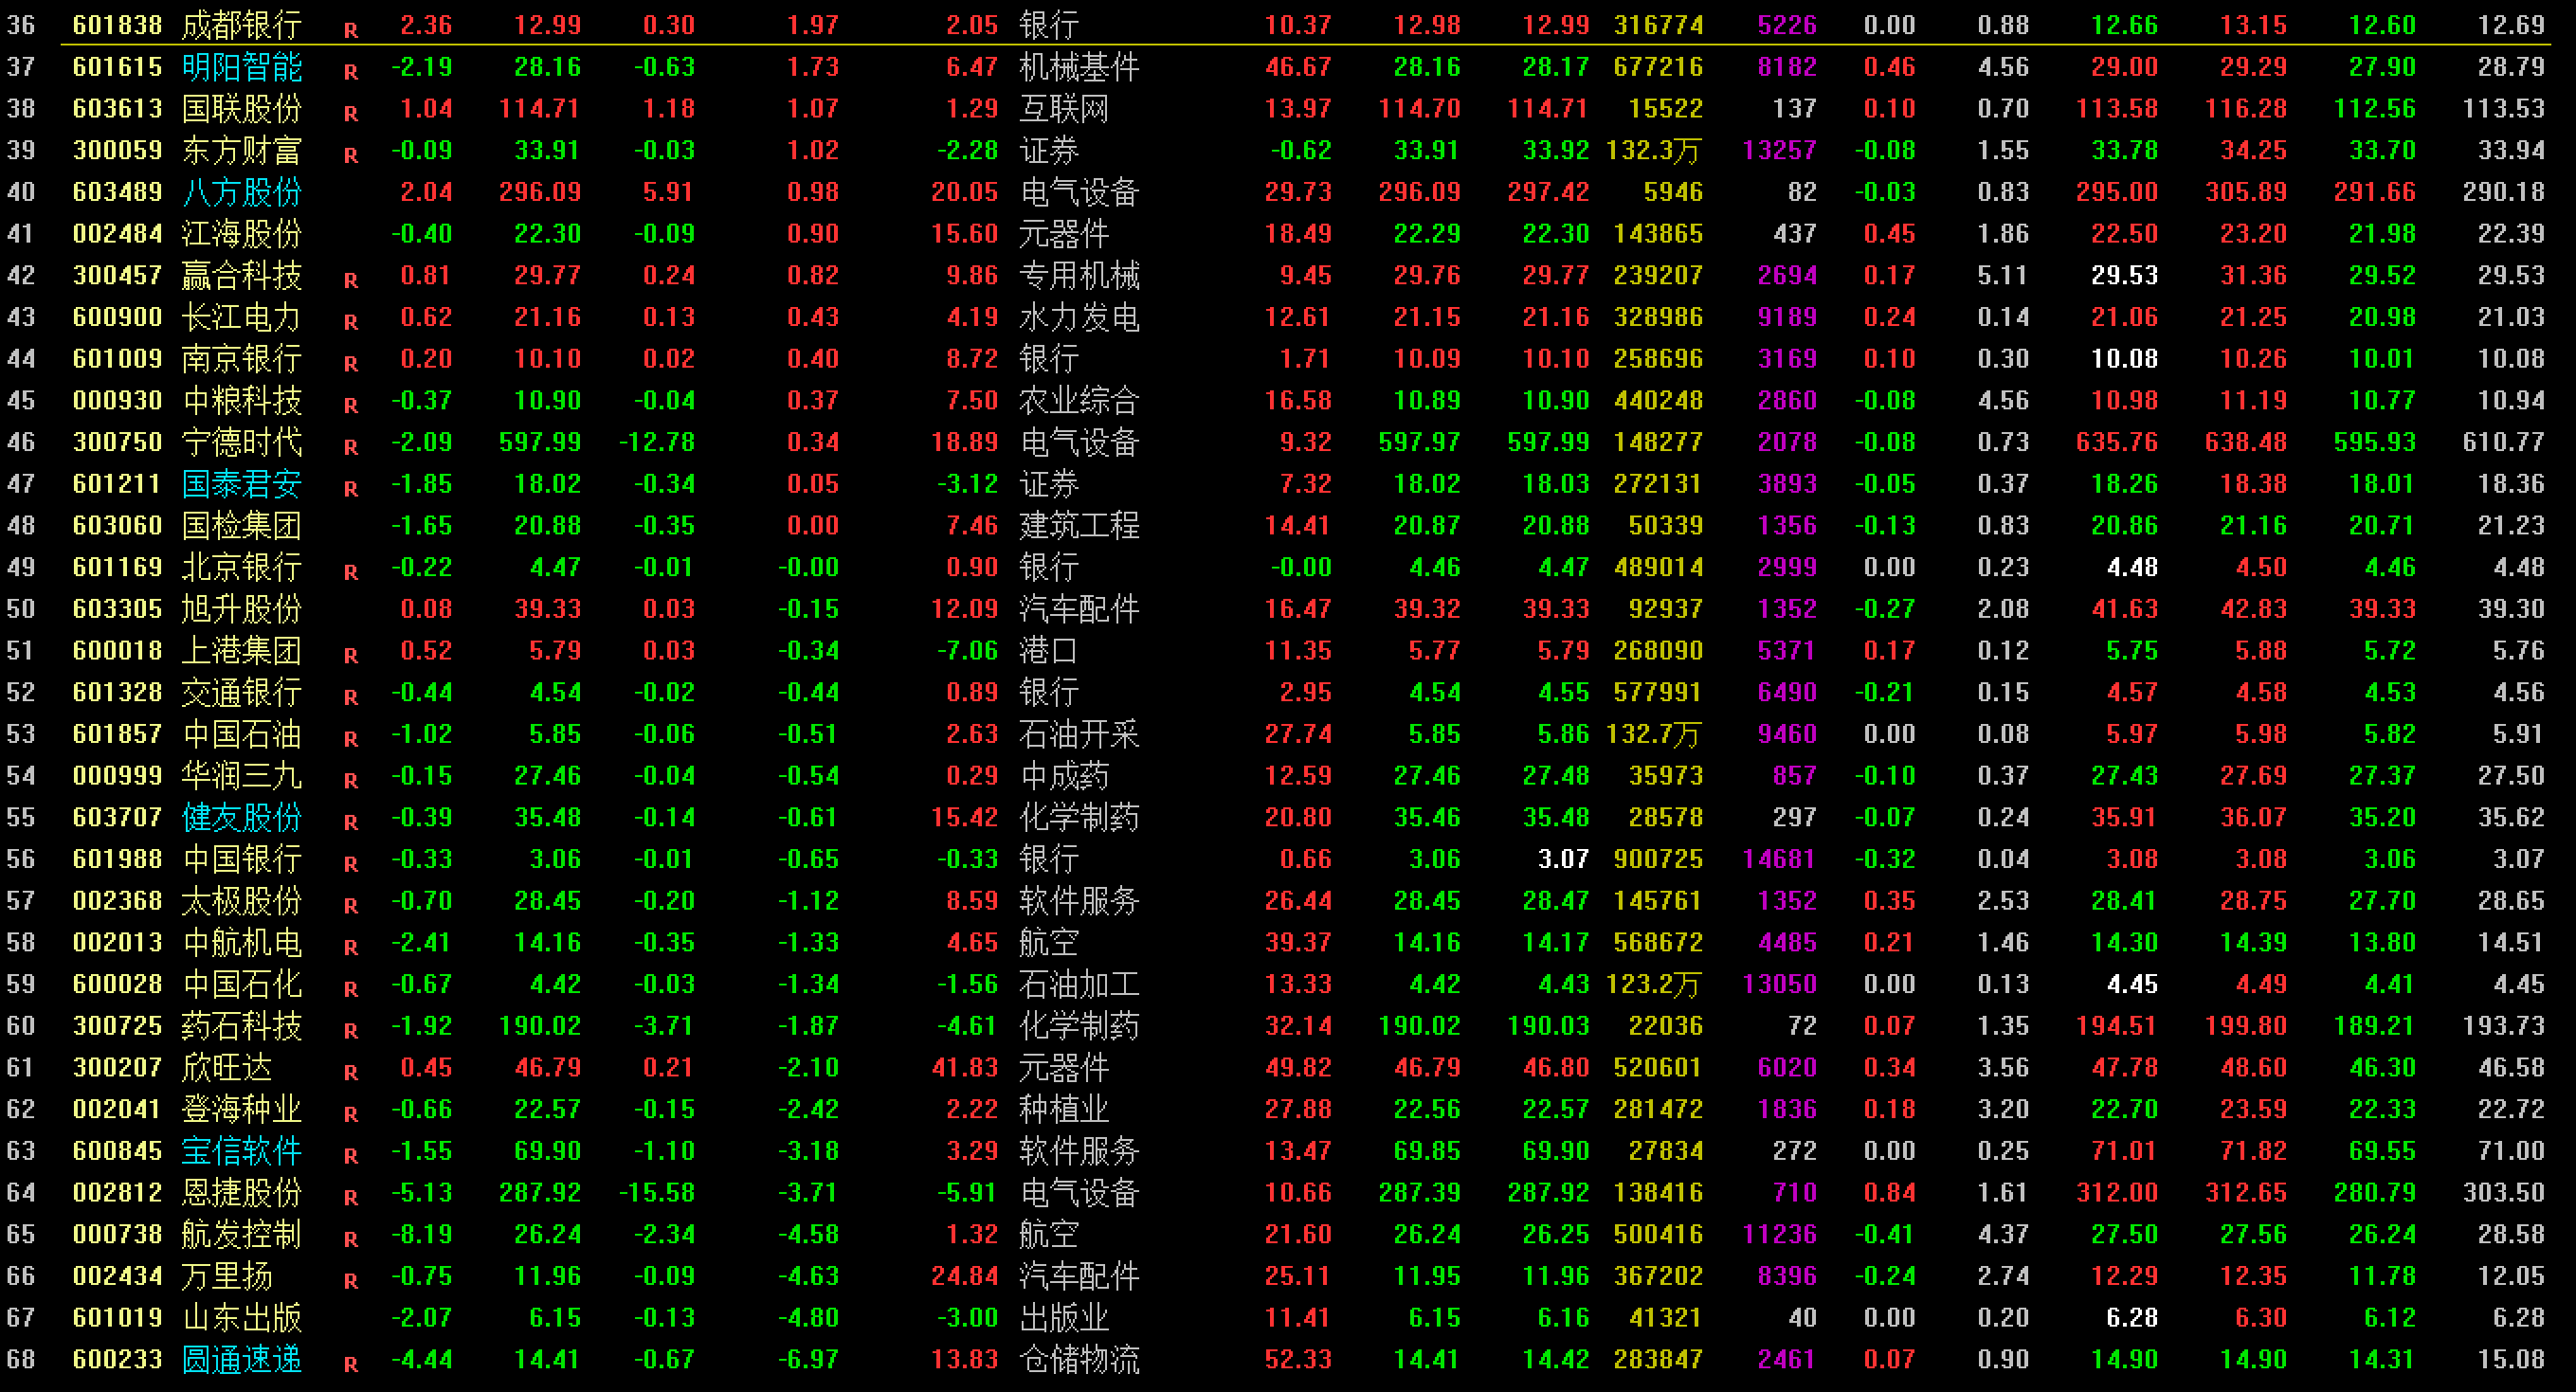 36 601838 成都银行 R 2.36 12.99 0.30 1.97 2.05 银行 10.37 12.98 12.99 316774 5226 0.00 0.88 12.66 13.15 12.60 12.69
37 601615 明阳智能 R -2.19 28.16 -0.63 1.73 6.47 机械基件 46.67 28.16 28.17 677216 8182 0.46 4.56 29.00 29.29 27.90 28.79
38 603613 国联股份 R 1.04 114.71 1.18 1.07 1.29 互联网 13.97 114.70 114.71 15522 137 0.10 0.70 113.58 116.28 112.56 113.53
39 300059 东方财富 R -0.09 33.91 -0.03 1.02 -2.28 证券 -0.62 33.91 33.92 132.3万 13257 -0.08 1.55 33.78 34.25 33.70 33.94
40 603489 八方股份 2.04 296.09 5.91 0.98 20.05 电气设备 29.73 296.09 297.42 5946 82 -0.03 0.83 295.00 305.89 291.66 290.18
41 002484 江海股份 -0.40 22.30 -0.09 0.90 15.60 元器件 18.49 22.29 22.30 143865 437 0.45 1.86 22.50 23.20 21.98 22.39
42 300457 赢合科技 R 0.81 29.77 0.24 0.82 9.86 专用机械 9.45 29.76 29.77 239207 2694 0.17 5.11 29.53 31.36 29.52 29.53
43 600900 长江电力 R 0.62 21.16 0.13 0.43 4.19 水力发电 12.61 21.15 21.16 328986 9189 0.24 0.14 21.06 21.25 20.98 21.03
44 601009 南京银行 R 0.20 10.10 0.02 0.40 8.72 银行 1.71 10.09 10.10 258696 3169 0.10 0.30 10.08 10.26 10.01 10.08
45 000930 中粮科技 R -0.37 10.90 -0.04 0.37 7.50 农业综合 16.58 10.89 10.90 440248 2860 -0.08 4.56 10.98 11.19 10.77 10.94
46 300750 宁德时代 R -2.09 597.99 -12.78 0.34 18.89 电气设备 9.32 597.97 597.99 148277 2078 -0.08 0.73 635.76 638.48 595.93 610.77
47 601211 国泰君安 R -1.85 18.02 -0.34 0.05 -3.12 证券 7.32 18.02 18.03 272131 3893 -0.05 0.37 18.26 18.38 18.01 18.36
48 603060 国检集团 -1.65 20.88 -0.35 0.00 7.46 建筑工程 14.41 20.87 20.88 50339 1356 -0.13 0.83 20.86 21.16 20.71 21.23
49 601169 北京银行 R -0.22 4.47 -0.01 -0.00 0.90 银行 -0.00 4.46 4.47 489014 2999 0.00 0.23 4.48 4.50 4.46 4.48
50 603305 旭升股份 0.08 39.33 0.03 -0.15 12.09 汽车配件 16.47 39.32 39.33 92937 1352 -0.27 2.08 41.63 42.83 39.33 39.30
51 600018 上港集团 R 0.52 5.79 0.03 -0.34 -7.06 港口 11.35 5.77 5.79 268090 5371 0.17 0.12 5.75 5.88 5.72 5.76
52 601328 交通银行 R -0.44 4.54 -0.02 -0.44 0.89 银行 2.95 4.54 4.55 577991 6490 -0.21 0.15 4.57 4.58 4.53 4.56
53 601857 中国石油 R -1.02 5.85 -0.06 -0.51 2.63 石油开采 27.74 5.85 5.86 132.7万 9460 0.00 0.08 5.97 5.98 5.82 5.91
54 000999 华润三九 R -0.15 27.46 -0.04 -0.54 0.29 中成药 12.59 27.46 27.48 35973 857 -0.10 0.37 27.43 27.69 27.37 27.50
55 603707 健友股份 R -0.39 35.48 -0.14 -0.61 15.42 化学制药 20.80 35.46 35.48 28578 297 -0.07 0.24 35.91 36.07 35.20 35.62
56 601988 中国银行 R -0.33 3.06 -0.01 -0.65 -0.33 银行 0.66 3.06 3.07 900725 14681 -0.32 0.04 3.08 3.08 3.06 3.07
57 002368 太极股份 R -0.70 28.45 -0.20 -1.12 8.59 软件服务 26.44 28.45 28.47 145761 1352 0.35 2.53 28.41 28.75 27.70 28.65
58 002013 中航机电 R -2.41 14.16 -0.35 -1.33 4.65 航空 39.37 14.16 14.17 568672 4485 0.21 1.46 14.30 14.39 13.80 14.51
59 600028 中国石化 R -0.67 4.42 -0.03 -1.34 -1.56 石油加工 13.33 4.42 4.43 123.2万 13050 0.00 0.13 4.45 4.49 4.41 4.45
60 300725 药石科技 R -1.92 190.02 -3.71 -1.87 -4.61 化学制药 32.14 190.02 190.03 22036 72 0.07 1.35 194.51 199.80 189.21 193.73
61 300207 欣旺达 R 0.45 46.79 0.21 -2.10 41.83 元器件 49.82 46.79 46.80 520601 6020 0.34 3.56 47.78 48.60 46.30 46.58
62 002041 登海种业 R -0.66 22.57 -0.15 -2.42 2.22 种植业 27.88 22.56 22.57 281472 1836 0.18 3.20 22.70 23.59 22.33 22.72
63 600845 宝信软件 R -1.55 69.90 -1.10 -3.18 3.29 软件服务 13.47 69.85 69.90 27834 272 0.00 0.25 71.01 71.82 69.55 71.00
64 002812 恩捷股份 R -5.13 287.92 -15.58 -3.71 -5.91 电气设备 10.66 287.39 287.92 138416 710 0.84 1.61 312.00 312.65 280.79 303.50
65 000738 航发控制 R -8.19 26.24 -2.34 -4.58 1.32 航空 21.60 26.24 26.25 500416 11236 -0.41 4.37 27.50 27.56 26.24 28.58
66 002434 万里扬 R -0.75 11.96 -0.09 -4.63 24.84 汽车配件 25.11 11.95 11.96 367202 8396 -0.24 2.74 12.29 12.35 11.78 12.05
67 601019 山东出版 -2.07 6.15 -0.13 -4.80 -3.00 出版业 11.41 6.15 6.16 41321 40 0.00 0.20 6.28 6.30 6.12 6.28
68 600233 圆通速递 R -4.44 14.41 -0.67 -6.97 13.83 仓储物流 52.33 14.41 14.42 283847 2461 0.07 0.90 14.90 14.90 14.31 15.08